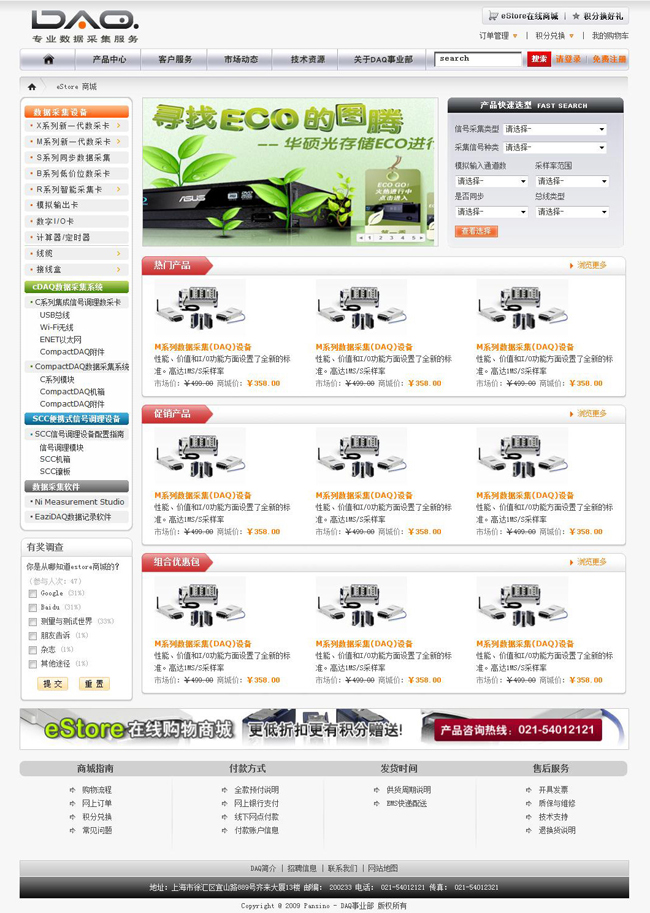 DAQ.
专业数据采集服务
eStore在线商城 | 积分换好礼
订单管理 | 积分兑换 | 我的购物车
产品中心 客户服务 市场动态 技术资源 关于DAQ事业部 search 搜索 请登录 免费注册
eStore 商城
数据采集设备
X系列新一代数采卡
M系列新一代数采卡
S系列同步数据采集
B系列低价位数采卡
R系列智能采集卡
模拟输出卡
数字I/O卡
计算器/定时器
线缆
接线盒
cDAQ数据采集系统
C系列集成信号调理数采卡
USB总线
Wi-Fi无线
ENET以太网
CompactDAQ附件
CompactDAQ数据采集系统
C系列模块
CompactDAQ机箱
CompactDAQ附件
SCC便携式信号调理设备
SCC信号调理设备配置指南
信号调理模块
SCC机箱
SCC镶板
数据采集软件
Ni Measurement Studio
EaziDAQ数据记录软件
有奖调查
你是从哪知道estore商城的?
(参与人次: 47)
Google (31%)
Baidu (31%)
测量与测试世界 (33%)
朋友告诉 (1%)
杂志 (1%)
其他途径 (1%)
提 交 重 置
寻找ECO的图腾
-- 华硕光存储ECO进行
ASUS
ECO GO!
火热进行中
点击进入
第一页
1 2 3 4 5
产品快速选型 FAST SEARCH
信号采集类型 请选择-
采集信号种类 请选择-
模拟输入通道数 采样率范围
请选择- 请选择-
是否同步 总线类型
请选择- 请选择-
查看选择
热门产品 浏览更多
M系列数据采集(DAQ)设备 M系列数据采集(DAQ)设备 M系列数据采集(DAQ)设备
性能、价值和I/O功能方面设置了全新的标 性能、价值和I/O功能方面设置了全新的标 性能、价值和I/O功能方面设置了全新的标
准。高达1MS/S采样率 准。高达1MS/S采样率 准。高达1MS/S采样率
市场价: ¥499.00 商城价: ¥358.00 市场价: ¥499.00 商城价: ¥358.00 市场价: ¥499.00 商城价: ¥358.00
促销产品 浏览更多
M系列数据采集(DAQ)设备 M系列数据采集(DAQ)设备 M系列数据采集(DAQ)设备
性能、价值和I/O功能方面设置了全新的标 性能、价值和I/O功能方面设置了全新的标 性能、价值和I/O功能方面设置了全新的标
准。高达1MS/S采样率 准。高达1MS/S采样率 准。高达1MS/S采样率
市场价: ¥499.00 商城价: ¥358.00 市场价: ¥499.00 商城价: ¥358.00 市场价: ¥499.00 商城价: ¥358.00
组合优惠包 浏览更多
M系列数据采集(DAQ)设备 M系列数据采集(DAQ)设备 M系列数据采集(DAQ)设备
性能、价值和I/O功能方面设置了全新的标 性能、价值和I/O功能方面设置了全新的标 性能、价值和I/O功能方面设置了全新的标
准。高达1MS/S采样率 准。高达1MS/S采样率 准。高达1MS/S采样率
市场价: ¥499.00 商城价: ¥358.00 市场价: ¥499.00 商城价: ¥358.00 市场价: ¥499.00 商城价: ¥358.00
eStore在线购物商城 更低折扣更有积分赠送! 产品咨询热线: 021-54012121
商城指南 付款方式 发货时间 售后服务
购物流程 全款预付说明 供货周期说明 开具发票
网上订单 网上银行支付 EMS快递配送 质保与维修
积分兑换 线下网点付款 技术支持
常见问题 付款账户信息 退换货说明
DAQ简介 | 招聘信息 | 联系我们 | 网站地图
地址: 上海市徐汇区宜山路889号齐来大厦13楼 邮编: 200233 电话: 021-54012121 传真: 021-54012321
Copyright @ 2009 Pansino - DAQ事业部 版权所有